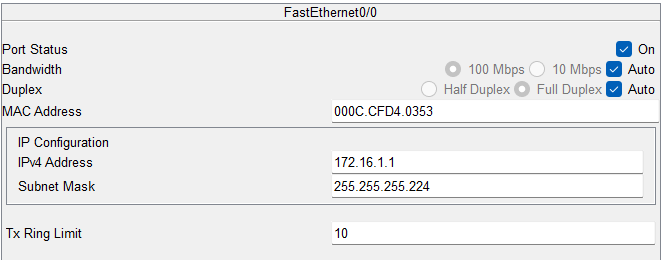 FastEthernet0/0
Port Status On
Bandwidth 100 Mbps 10 Mbps Auto
Duplex Half Duplex Full Duplex Auto
MAC Address 000C.CFD4.0353
IP Configuration
IPv4 Address 172.16.1.1
Subnet Mask 255.255.255.224
Tx Ring Limit 10